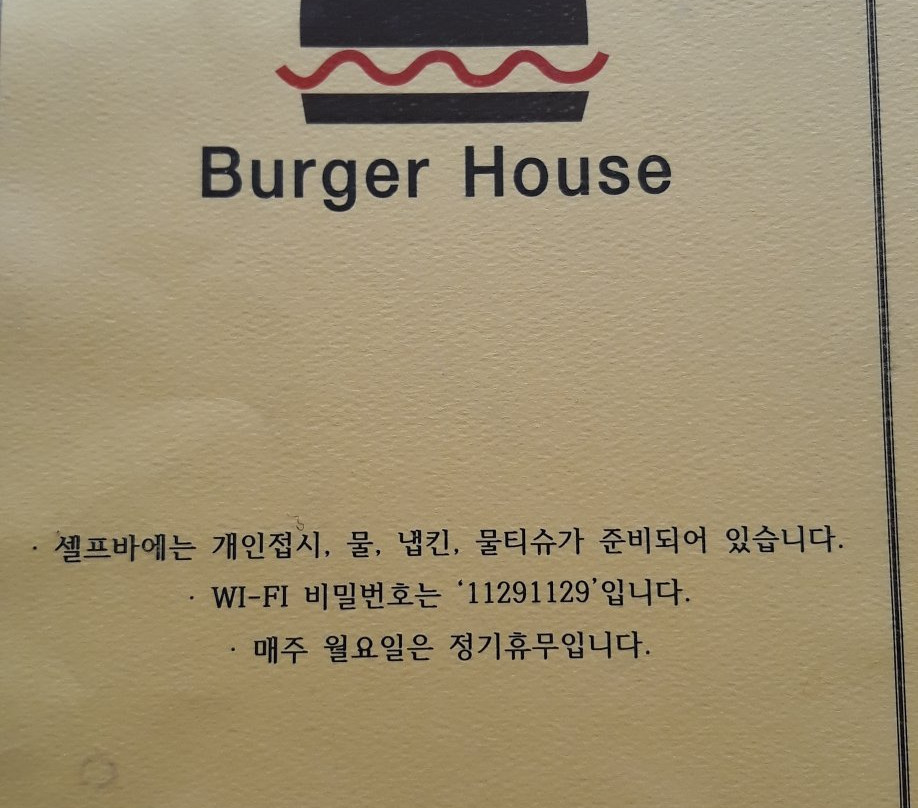 Burger House
· 셀프바에는 개인접시, 물, 냅킨, 물티슈가 준비되어 있습니다.
· WI-FI 비밀번호는 ‘11291129’입니다.
· 매주 월요일은 정기휴무입니다.